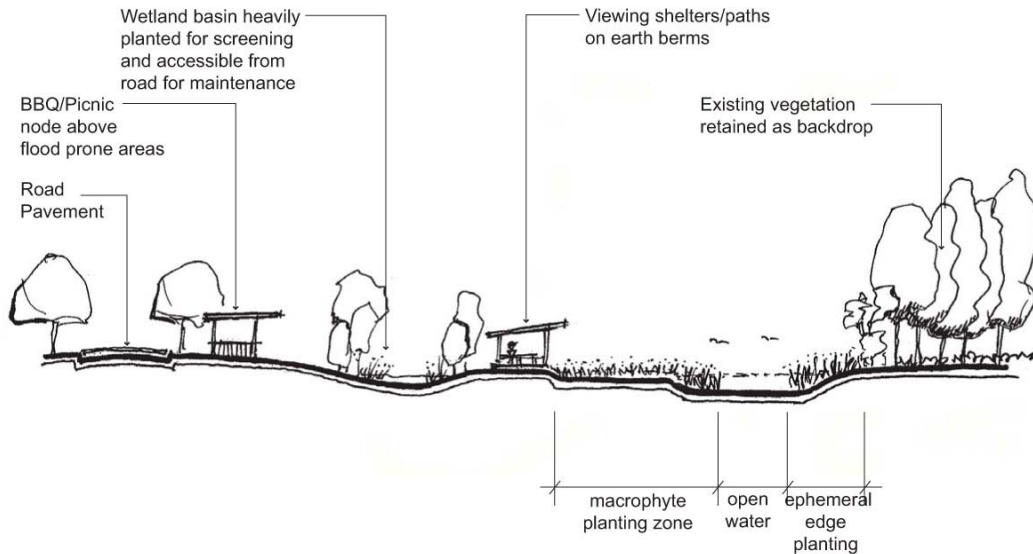 Wetland basin heavily
planted for screening
and accessible from
road for maintenance
Viewing shelters/paths
on earth berms
BBQ/Picnic
node above
flood prone areas
Existing vegetation
retained as backdrop
Road
Pavement
macrophyte
planting zone
open
water
ephemeral
edge
planting